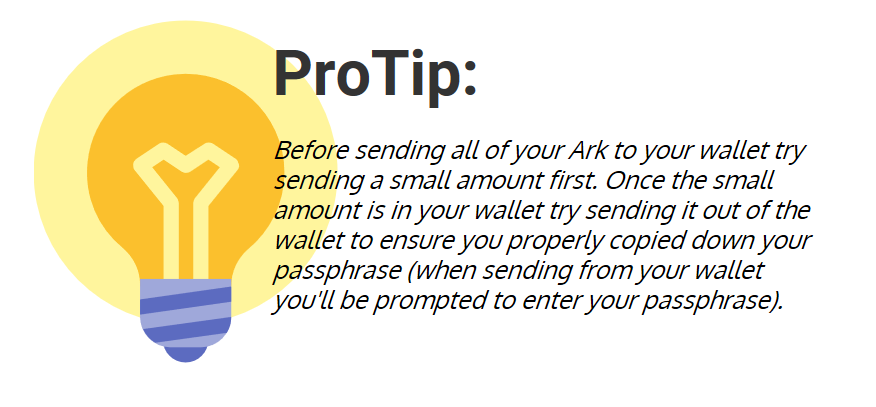 ProTip:
Before sending all of your Ark to your wallet try
sending a small amount first. Once the small
amount is in your wallet try sending it out of the
wallet to ensure you properly copied down your
passphrase (when sending from your wallet
you'll be prompted to enter your passphrase).